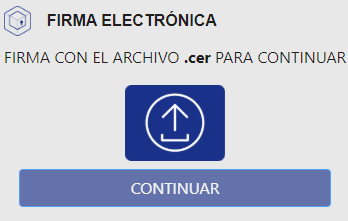 FIRMA ELECTRÓNICA
FIRMA CON EL ARCHIVO .cer PARA CONTINUAR
CONTINUAR